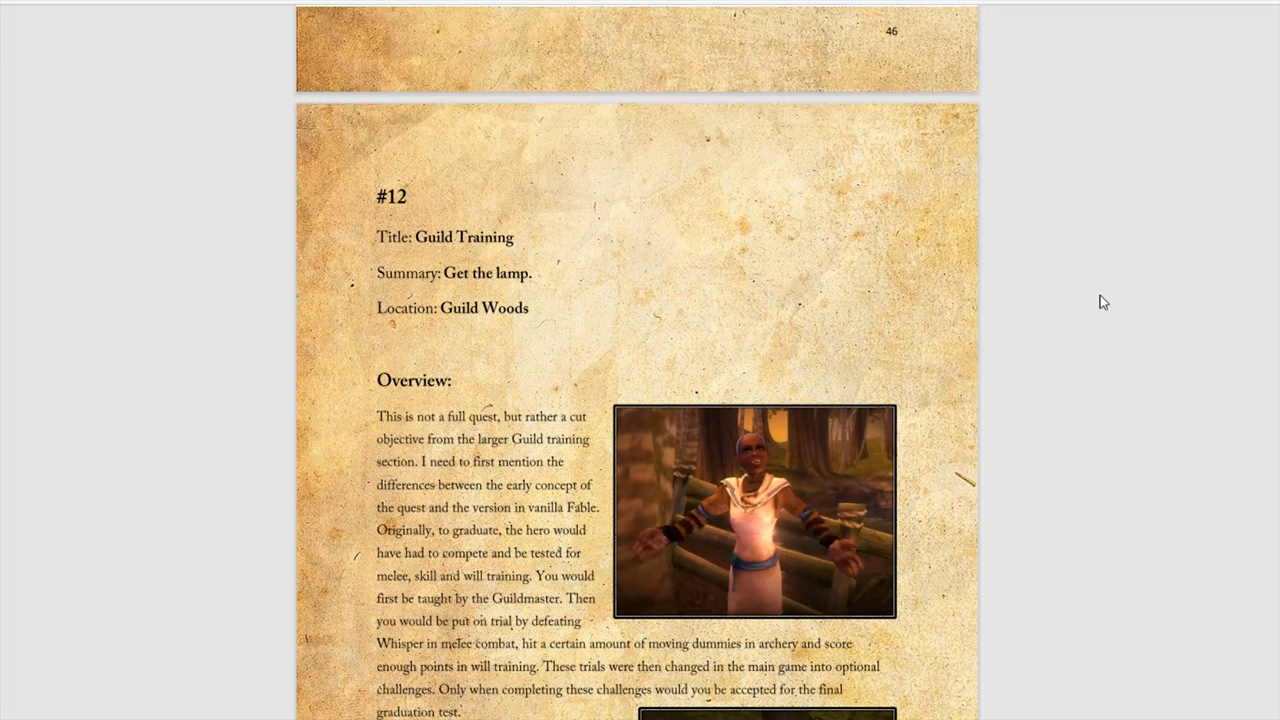 46
#12
Title: Guild Training
Summary: Get the lamp.
Location: Guild Woods
Overview:
This is not a full quest, but rather a cut
objective from the larger Guild training
section. I need to first mention the
differences between the early concept of
the quest and the version in vanilla Fable.
Originally, to graduate, the hero would
have had to compete and be tested for
melee, skill and will training. You would
first be taught by the Guildmaster. Then
you would be put on trial by defeating
Whisper in melee combat, hit a certain amount of moving dummies in archery and score
enough points in will training. These trials were then changed in the main game into optional
challenges. Only when completing these challenges would you be accepted for the final
graduation test.